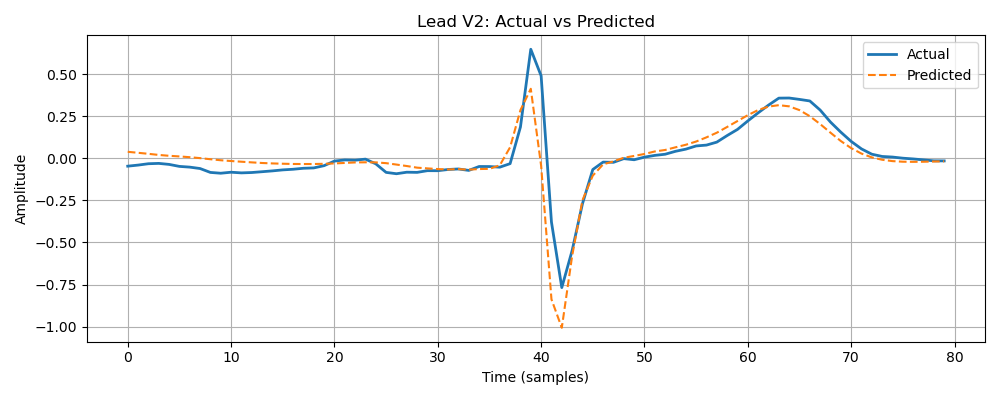 Lead V2: Actual vs Predicted
Actual
Predicted
Amplitude
0.50
0.25
0.00
−0.25
−0.50
−0.75
−1.00
0 10 20 30 40 50 60 70 80
Time (samples)